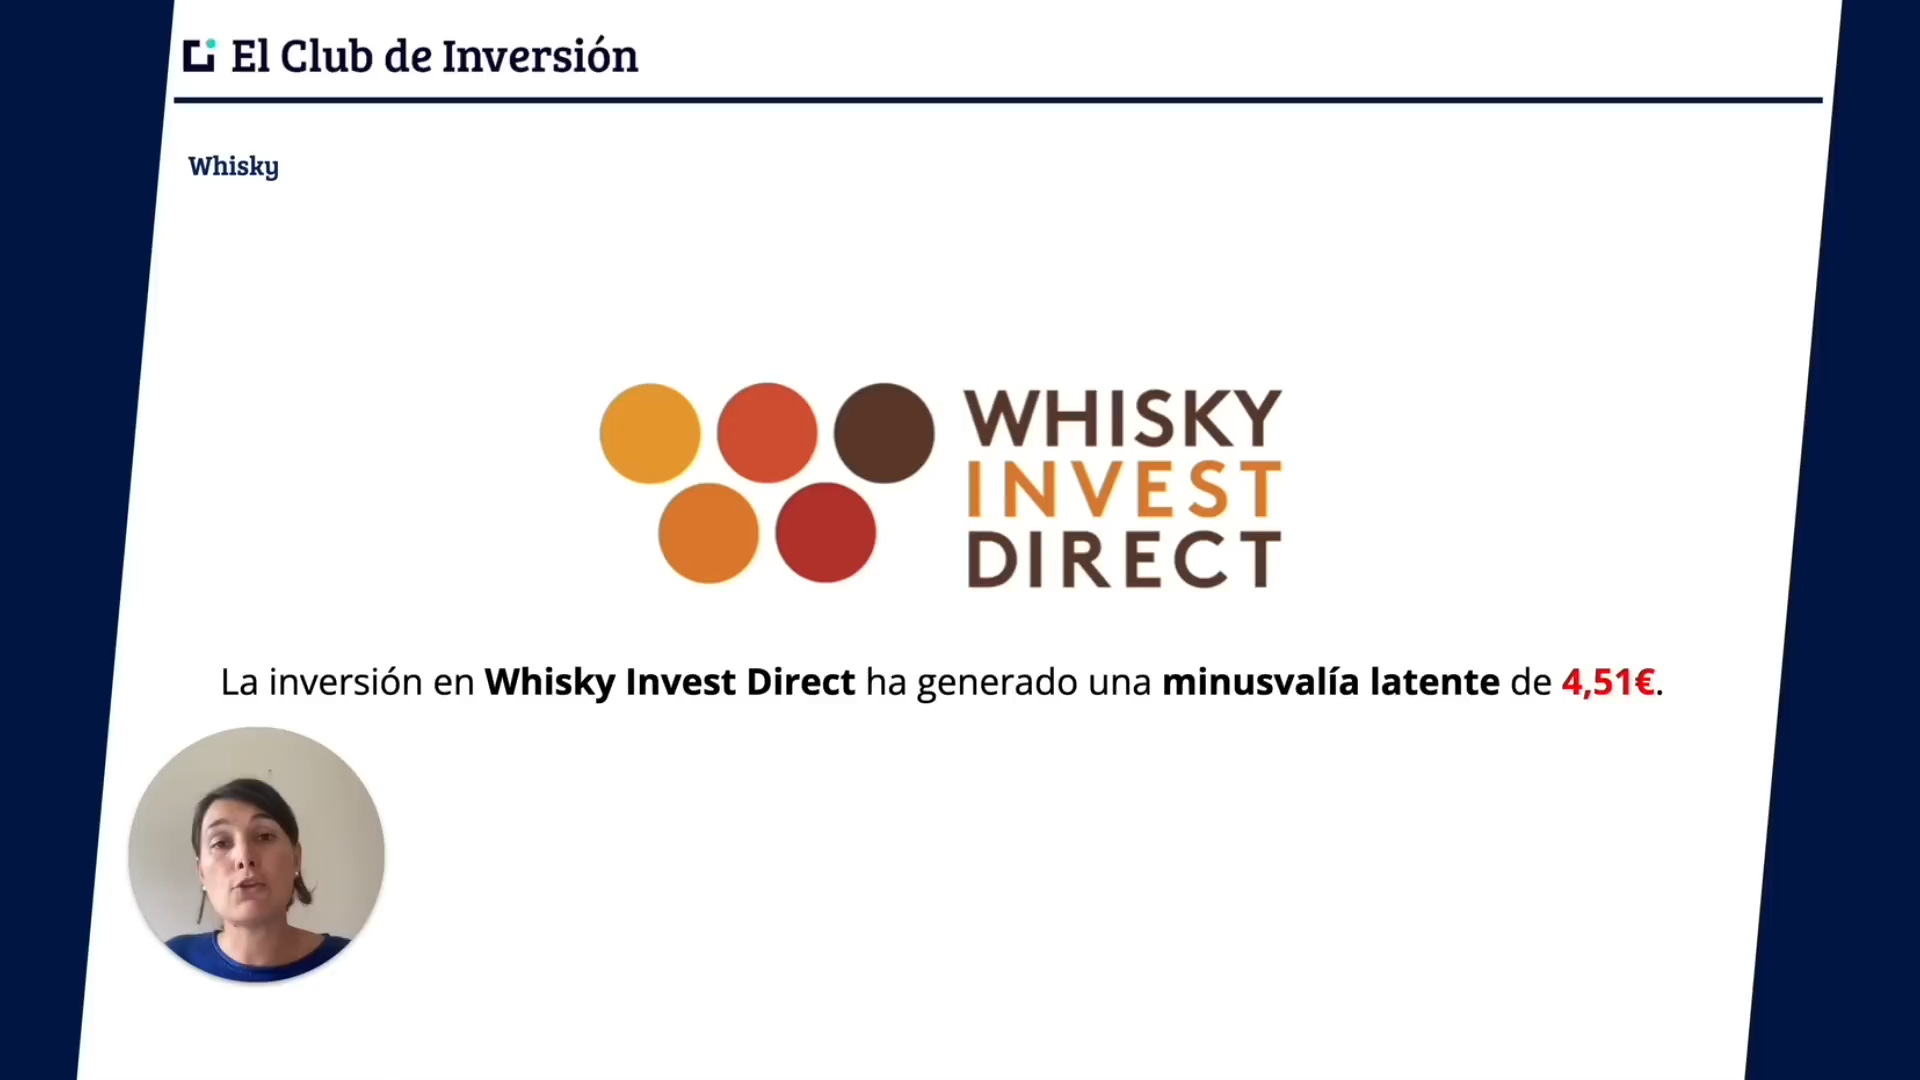 El Club de Inversión
Whisky
WHISKY
INVEST
DIRECT
La inversión en Whisky Invest Direct ha generado una minusvalía latente de 4,51€.